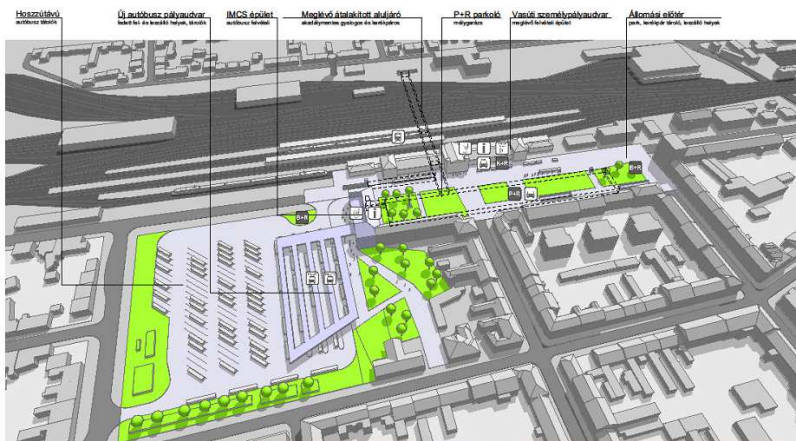 Hosszútávú
autóbusz tárolás
Új autóbusz pályaudvar
fedett fel- és leszálló helyek, tárolók
IMCS épület
autóbusz felvételi
Meglévő átalakított aluljáró
akadálymentes gyalogos és kerékpáros
P+R parkoló
mélygarázs
Vasúti személypályaudvar
meglévő felvételi épület
Állomási előtér
park, kerékpár tároló, leszálló helyek
K+R
B+R
P+R
B+R